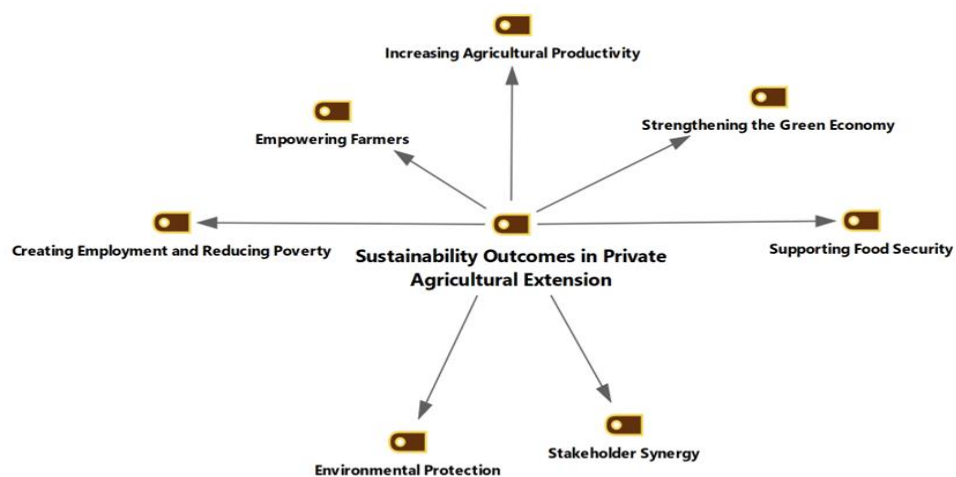 Increasing Agricultural Productivity
Empowering Farmers
Strengthening the Green Economy
Creating Employment and Reducing Poverty
Sustainability Outcomes in Private
Agricultural Extension
Supporting Food Security
Environmental Protection
Stakeholder Synergy